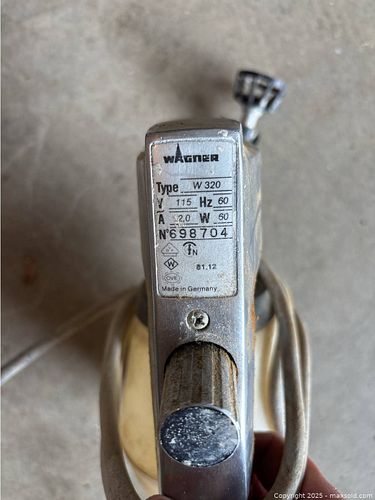 WAGNER
Type W 320
V 115 Hz 60
A 2,0 W 60
N° 698704
N
W
OVE
81.12
Made in Germany
Copyright 2025 - maxsold.com